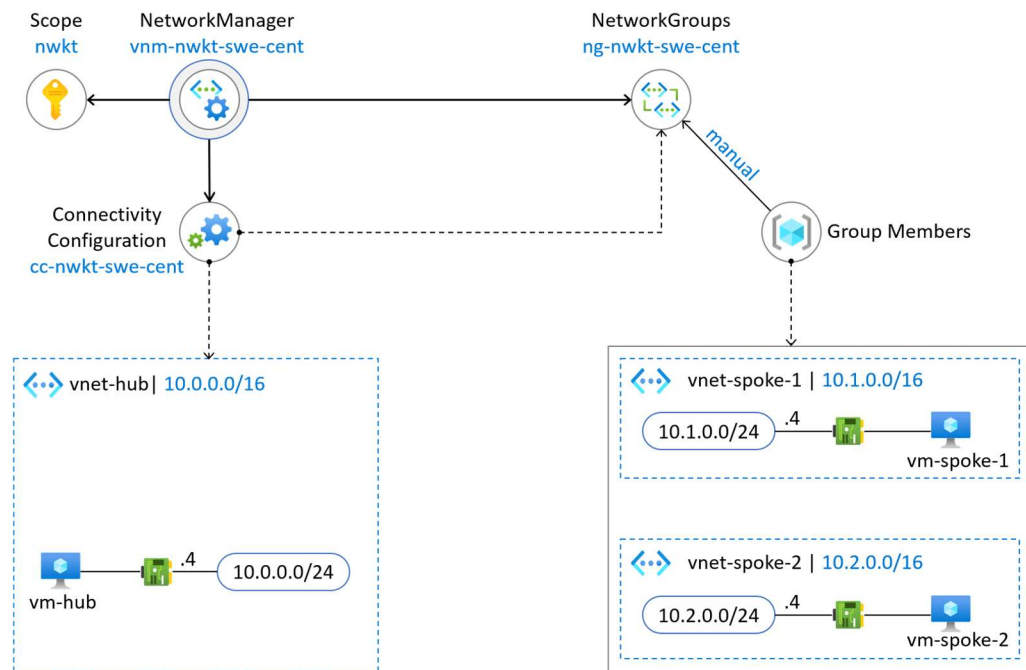 Scope
nwkt
NetworkManager
vnm-nwkt-swe-cent
NetworkGroups
ng-nwkt-swe-cent
manual
Connectivity
Configuration
cc-nwkt-swe-cent
Group Members
vnet-hub| 10.0.0.0/16
.4
10.0.0.0/24
vm-hub
vnet-spoke-1 | 10.1.0.0/16
10.1.0.0/24
.4
vm-spoke-1
vnet-spoke-2 | 10.2.0.0/16
10.2.0.0/24
.4
vm-spoke-2